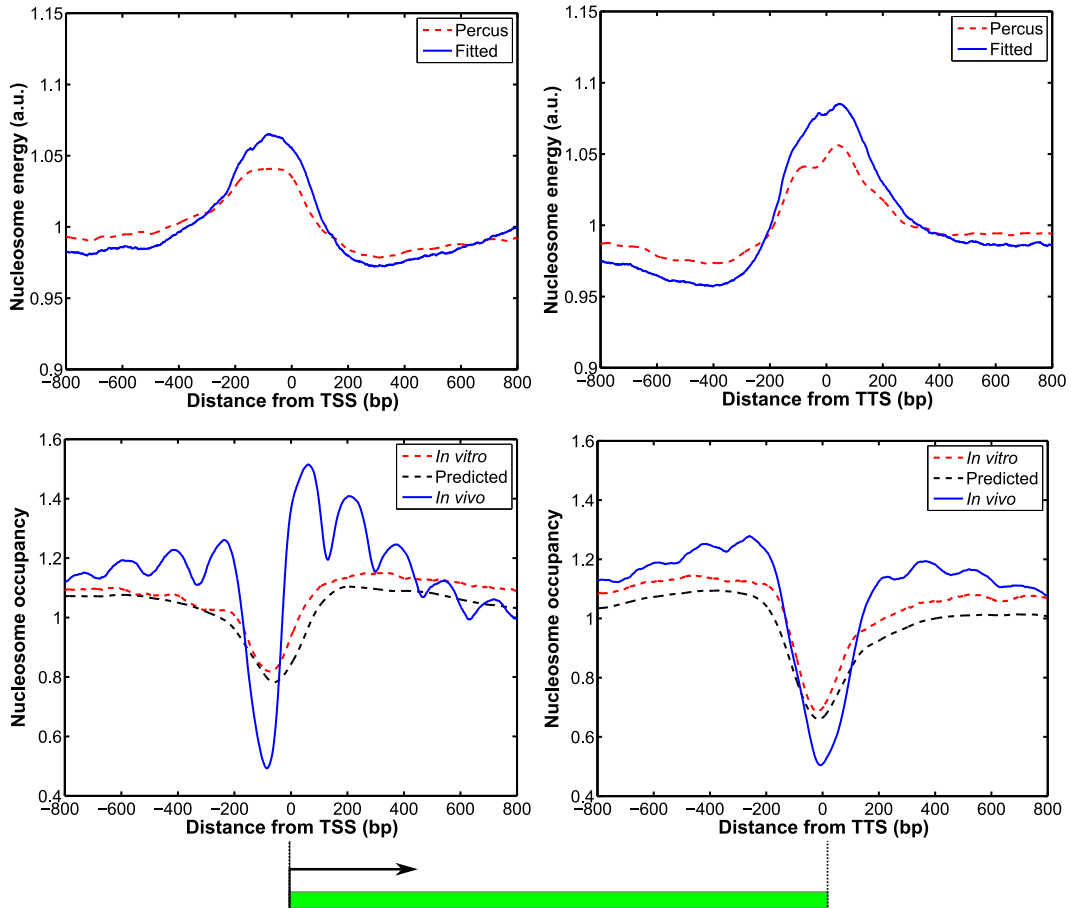 1.15
1.1
1.05
1
0.95
0.9
Nucleosome energy (a.u.)
Percus
Fitted
−800 −600 −400 −200 0 200 400 600 800
Distance from TSS (bp)
1.15
1.1
1.05
1
0.95
0.9
Nucleosome energy (a.u.)
Percus
Fitted
−800 −600 −400 −200 0 200 400 600 800
Distance from TTS (bp)
1.6
1.4
1.2
1
0.8
0.6
0.4
Nucleosome occupancy
In vitro
Predicted
In vivo
−800 −600 −400 −200 0 200 400 600 800
Distance from TSS (bp)
1.6
1.4
1.2
1
0.8
0.6
0.4
Nucleosome occupancy
In vitro
Predicted
In vivo
−800 −600 −400 −200 0 200 400 600 800
Distance from TTS (bp)